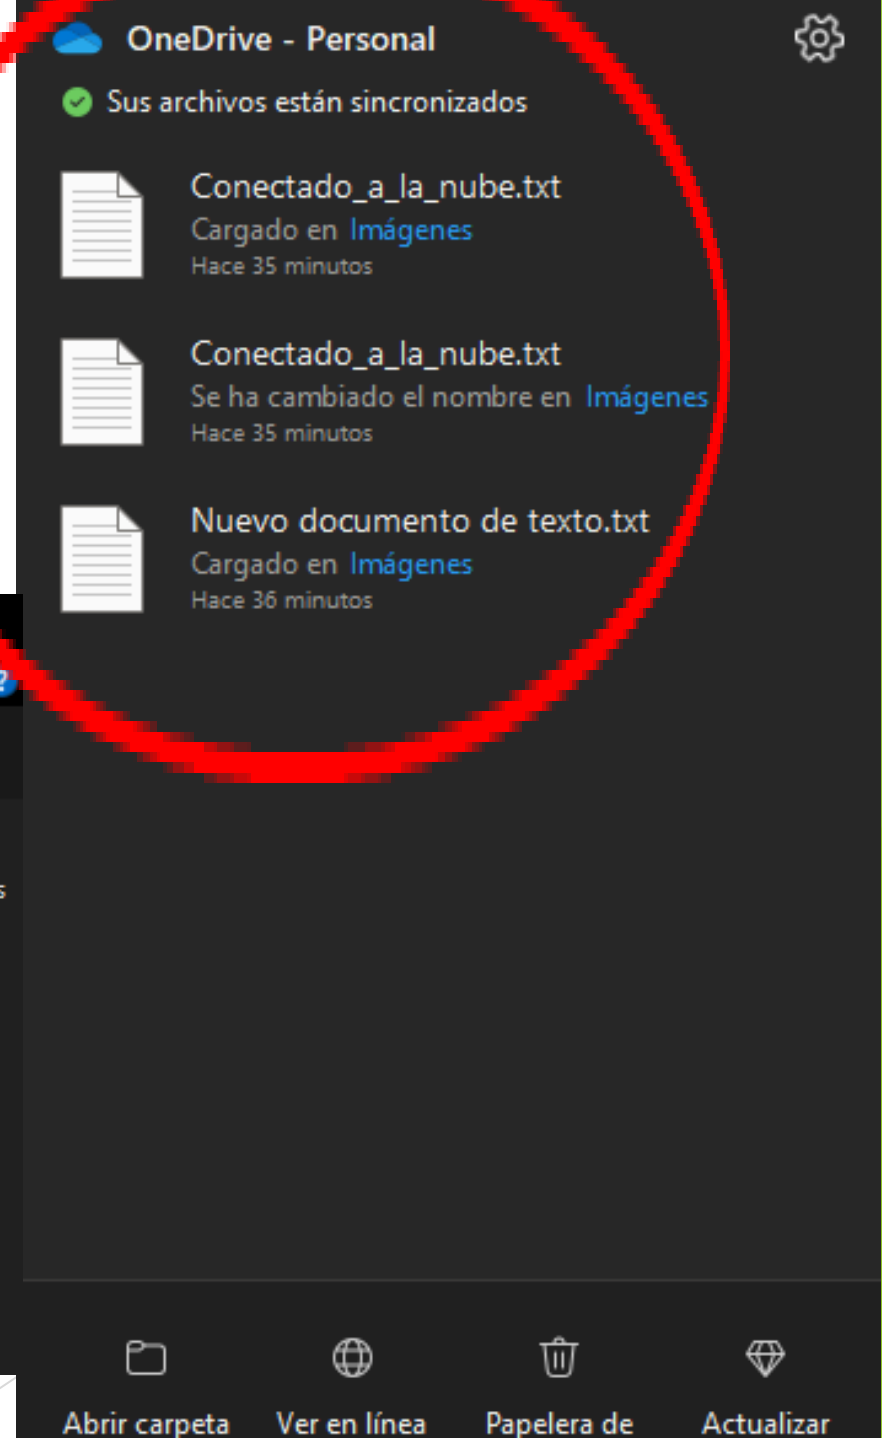 OneDrive - Personal
Sus archivos están sincronizados
Conectado_a_la_nube.txt
Cargado en Imágenes
Hace 35 minutos
Conectado_a_la_nube.txt
Se ha cambiado el nombre en Imágenes
Hace 35 minutos
Nuevo documento de texto.txt
Cargado en Imágenes
Hace 36 minutos
?
s
Abrir carpeta Ver en línea Papelera de Actualizar